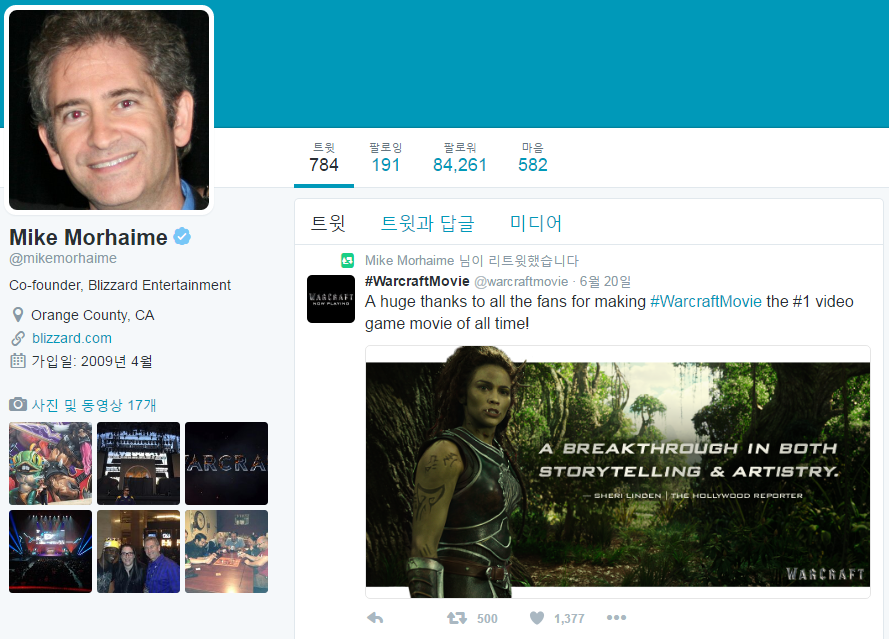 트윗
784
팔로잉
191
팔로워
84,261
마음
582
Mike Morhaime
@mikemorhaime
Co-founder, Blizzard Entertainment
Orange County, CA
blizzard.com
가입일: 2009년 4월
사진 및 동영상 17개
WARCRA
트윗 트윗과 답글 미디어
Mike Morhaime 님이 리트윗했습니다
WARCRAFT
NOW PLAYING
#WarcraftMovie @warcraftmovie · 6월 20일
A huge thanks to all the fans for making #WarcraftMovie the #1 video
game movie of all time!
A BREAKTHROUGH IN BOTH
STORYTELLING & ARTISTRY.
— SHERI LINDEN | THE HOLLYWOOD REPORTER
WARCRAFT
500 1,377